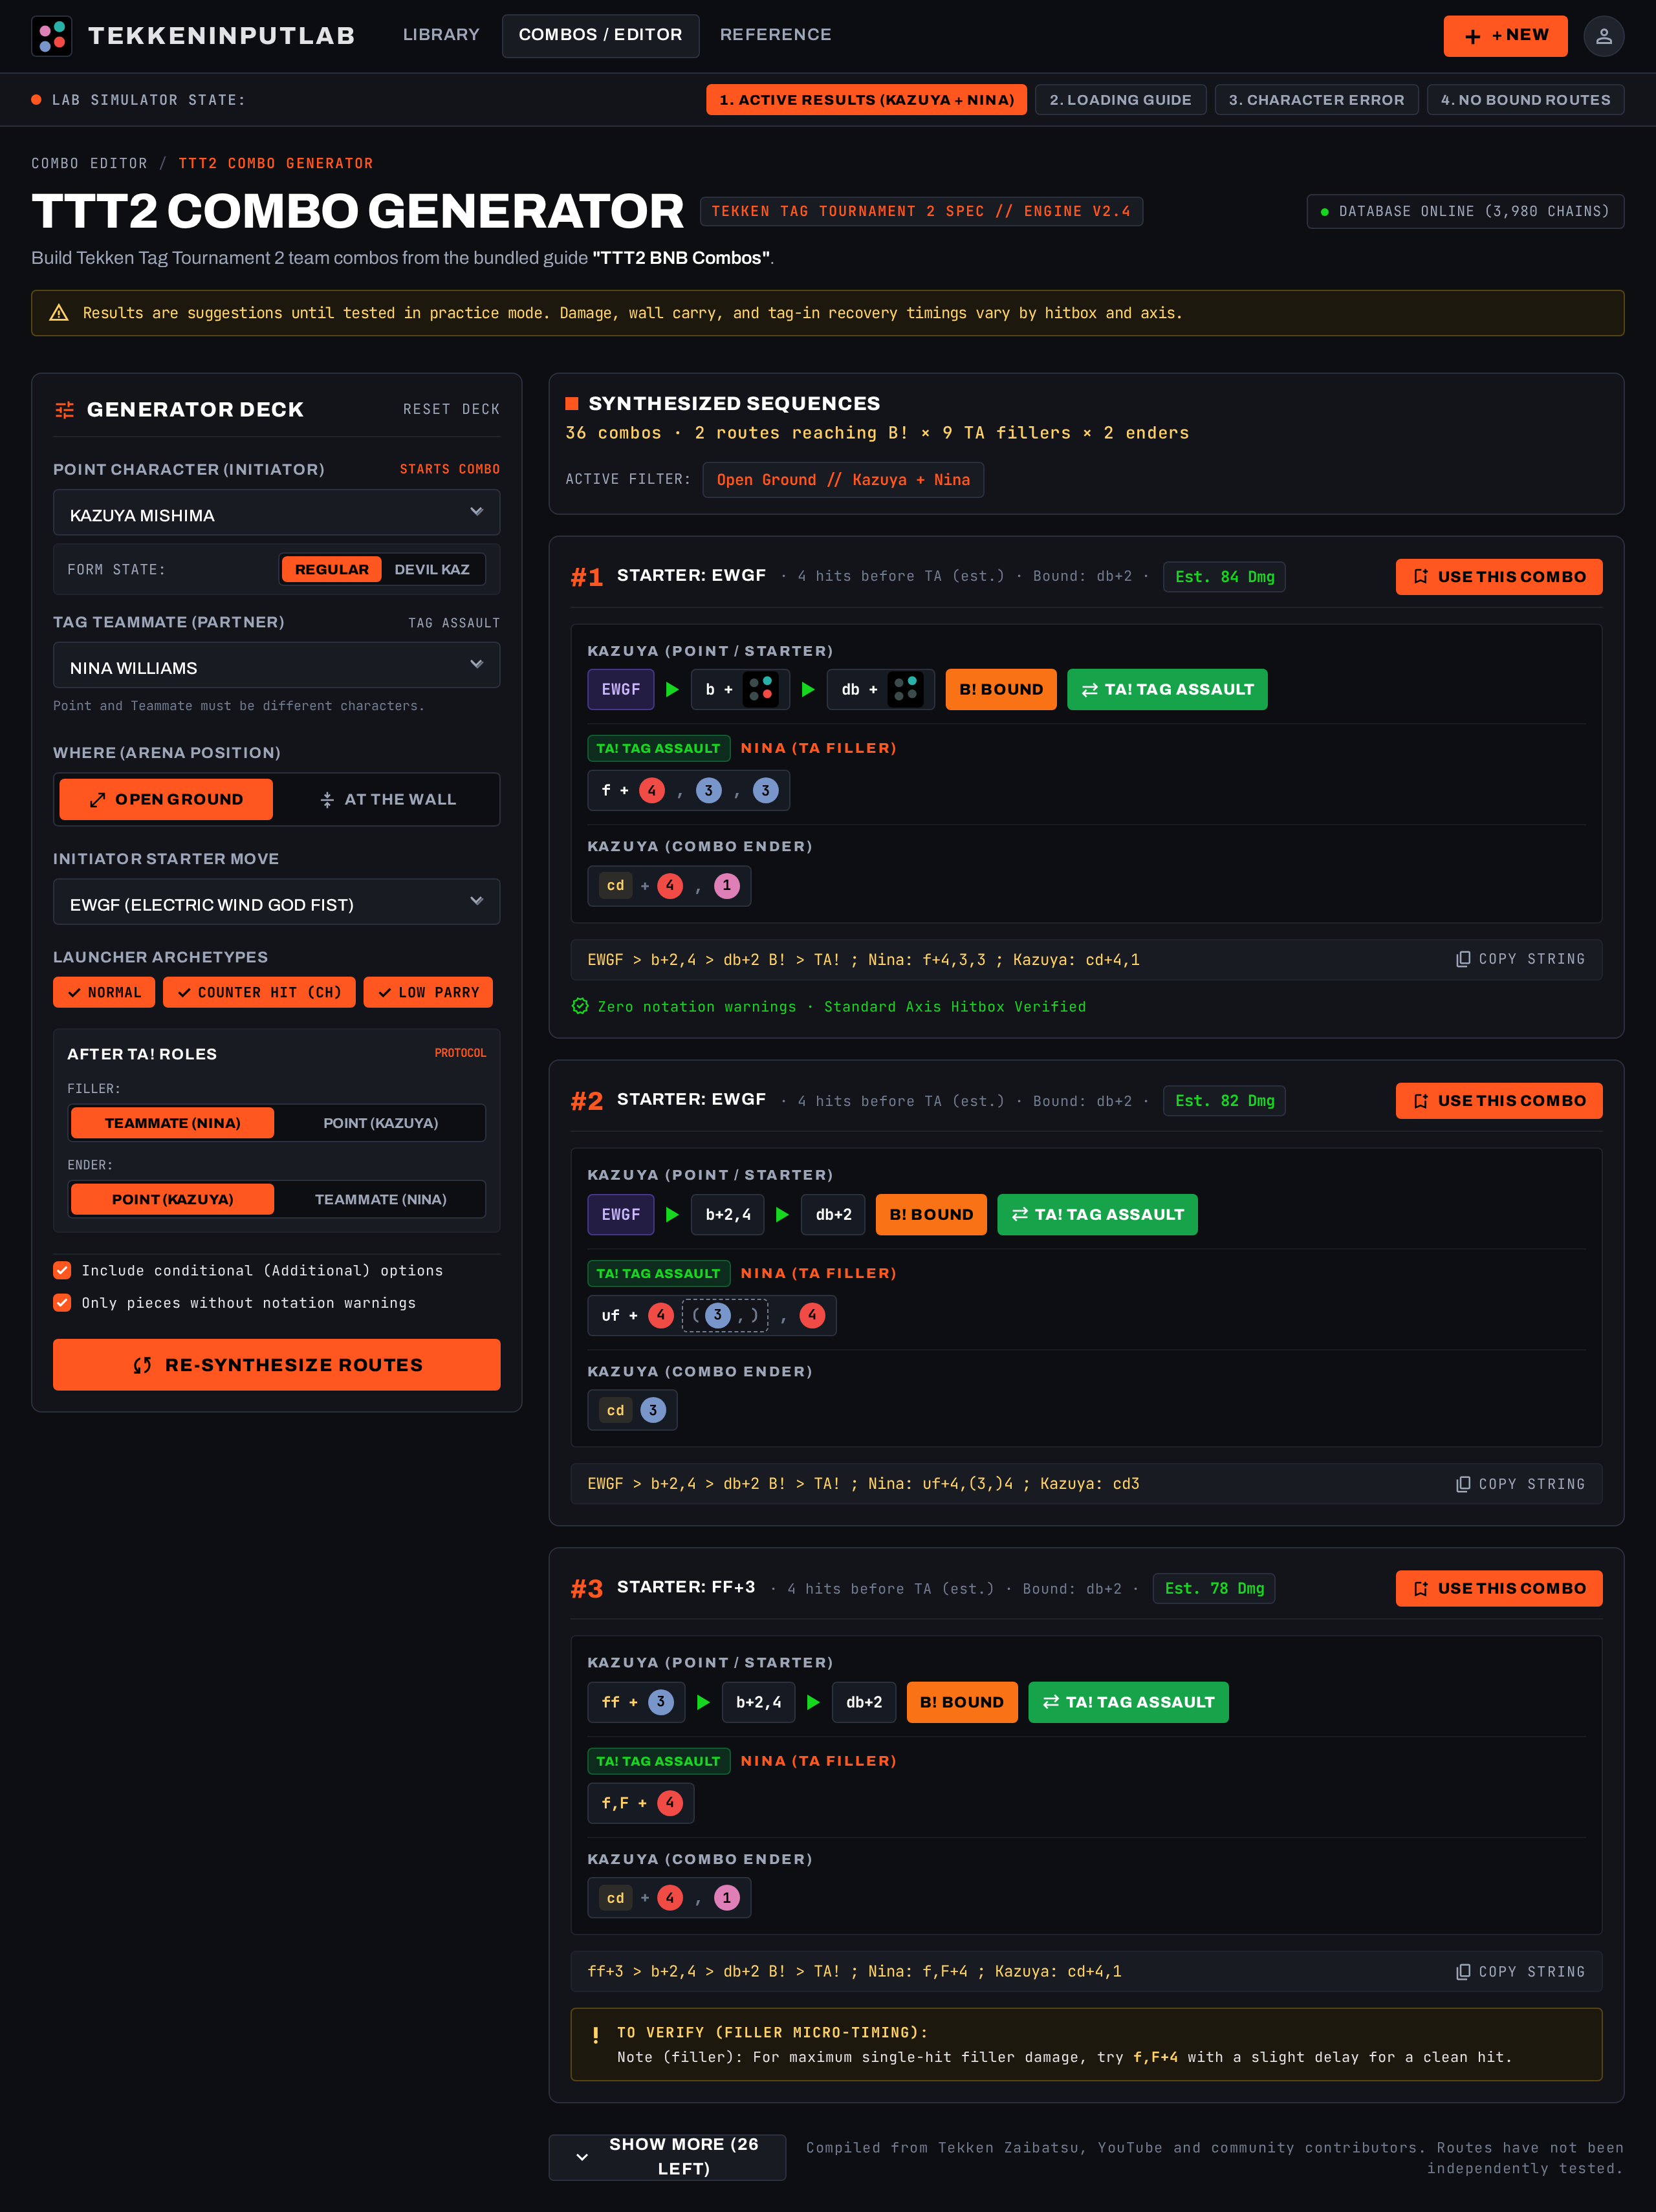 TEKKENINPUTLAB
LIBRARY
COMBOS / EDITOR
REFERENCE
+ NEW
LAB SIMULATOR STATE:
1. ACTIVE RESULTS (KAZUYA + NINA)
2. LOADING GUIDE
3. CHARACTER ERROR
4. NO BOUND ROUTES
COMBO EDITOR / TTT2 COMBO GENERATOR
TTT2 COMBO GENERATOR
TEKKEN TAG TOURNAMENT 2 SPEC // ENGINE V2.4
DATABASE ONLINE (3,980 CHAINS)
Build Tekken Tag Tournament 2 team combos from the bundled guide "TTT2 BNB Combos".
Results are suggestions until tested in practice mode. Damage, wall carry, and tag-in recovery timings vary by hitbox and axis.
GENERATOR DECK
RESET DECK
POINT CHARACTER (INITIATOR)
STARTS COMBO
KAZUYA MISHIMA
FORM STATE:
REGULAR
DEVIL KAZ
TAG TEAMMATE (PARTNER)
TAG ASSAULT
NINA WILLIAMS
Point and Teammate must be different characters.
WHERE (ARENA POSITION)
OPEN GROUND
AT THE WALL
INITIATOR STARTER MOVE
EWGF (ELECTRIC WIND GOD FIST)
LAUNCHER ARCHETYPES
NORMAL
COUNTER HIT (CH)
LOW PARRY
AFTER TA! ROLES
PROTOCOL
FILLER:
TEAMMATE (NINA)
POINT (KAZUYA)
ENDER:
POINT (KAZUYA)
TEAMMATE (NINA)
Include conditional (Additional) options
Only pieces without notation warnings
RE-SYNTHESIZE ROUTES
SYNTHESIZED SEQUENCES
36 combos · 2 routes reaching B! × 9 TA fillers × 2 enders
ACTIVE FILTER:
Open Ground // Kazuya + Nina
#1 STARTER: EWGF · 4 hits before TA (est.) · Bound: db+2 · Est. 84 Dmg
USE THIS COMBO
KAZUYA (POINT / STARTER)
EWGF
b +
db +
B! BOUND
TA! TAG ASSAULT
TA! TAG ASSAULT
NINA (TA FILLER)
f + 4 , 3 , 3
KAZUYA (COMBO ENDER)
cd + 4 , 1
EWGF > b+2,4 > db+2 B! > TA! ; Nina: f+4,3,3 ; Kazuya: cd+4,1
COPY STRING
Zero notation warnings · Standard Axis Hitbox Verified
#2 STARTER: EWGF · 4 hits before TA (est.) · Bound: db+2 · Est. 82 Dmg
USE THIS COMBO
KAZUYA (POINT / STARTER)
EWGF
b+2,4
db+2
B! BOUND
TA! TAG ASSAULT
TA! TAG ASSAULT
NINA (TA FILLER)
uf + 4 ( 3 , ) , 4
KAZUYA (COMBO ENDER)
cd 3
EWGF > b+2,4 > db+2 B! > TA! ; Nina: uf+4,(3,)4 ; Kazuya: cd3
COPY STRING
#3 STARTER: FF+3 · 4 hits before TA (est.) · Bound: db+2 · Est. 78 Dmg
USE THIS COMBO
KAZUYA (POINT / STARTER)
ff + 3
b+2,4
db+2
B! BOUND
TA! TAG ASSAULT
TA! TAG ASSAULT
NINA (TA FILLER)
f,F + 4
KAZUYA (COMBO ENDER)
cd + 4 , 1
ff+3 > b+2,4 > db+2 B! > TA! ; Nina: f,F+4 ; Kazuya: cd+4,1
COPY STRING
TO VERIFY (FILLER MICRO-TIMING):
Note (filler): For maximum single-hit filler damage, try f,F+4 with a slight delay for a clean hit.
SHOW MORE (26
LEFT)
Compiled from Tekken Zaibatsu, YouTube and community contributors. Routes have not been
independently tested.